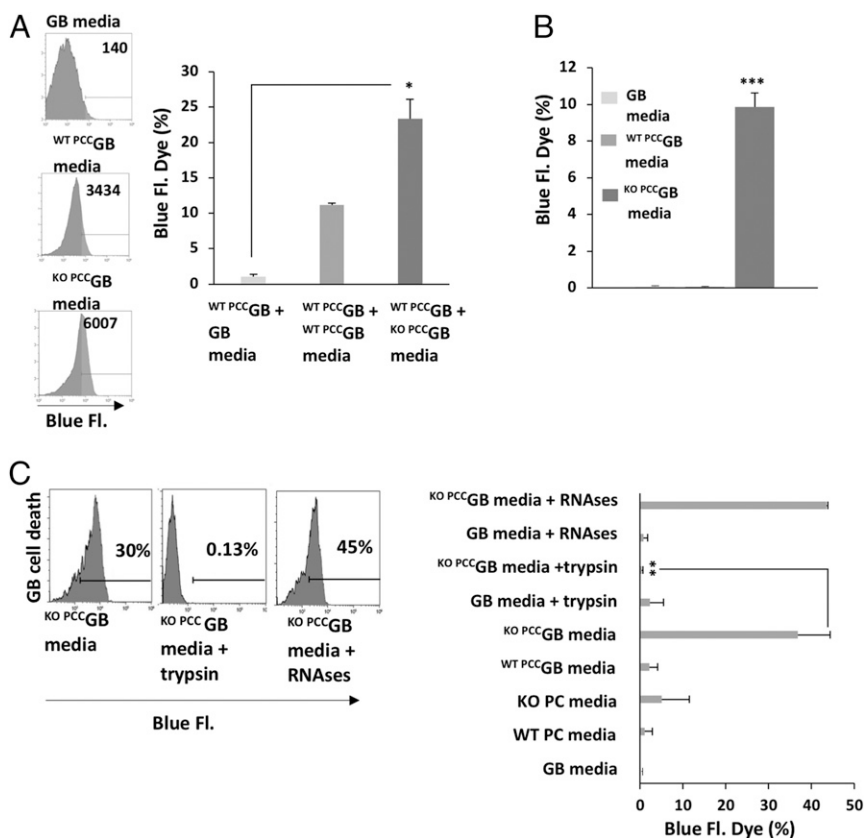 A
GB media
140
WT PCCGB
media
3434
KO PCCGB
media
6007
Blue Fl.
Blue Fl. Dye (%)
30
25
20
15
10
5
0
*
WT PCCGB +
GB
media
WT PCCGB +
WT PCCGB
media
WT PCCGB +
KO PCCGB
media
B
Blue Fl. Dye (%)
12
10
8
6
4
2
0
***
GB
media
WT PCCGB
media
KO PCCGB
media
C
GB cell death
30%
0.13%
45%
KO PCCGB
media
KO PCC GB
media +
trypsin
KO PCCGB
media +
RNAses
Blue Fl.
KO PCCGB media + RNAses
GB media + RNAses
KO PCCGB media +trypsin
**
GB media + trypsin
KO PCCGB media
WT PCCGB media
KO PC media
WT PC media
GB media
0 10 20 30 40 50
Blue Fl. Dye (%)